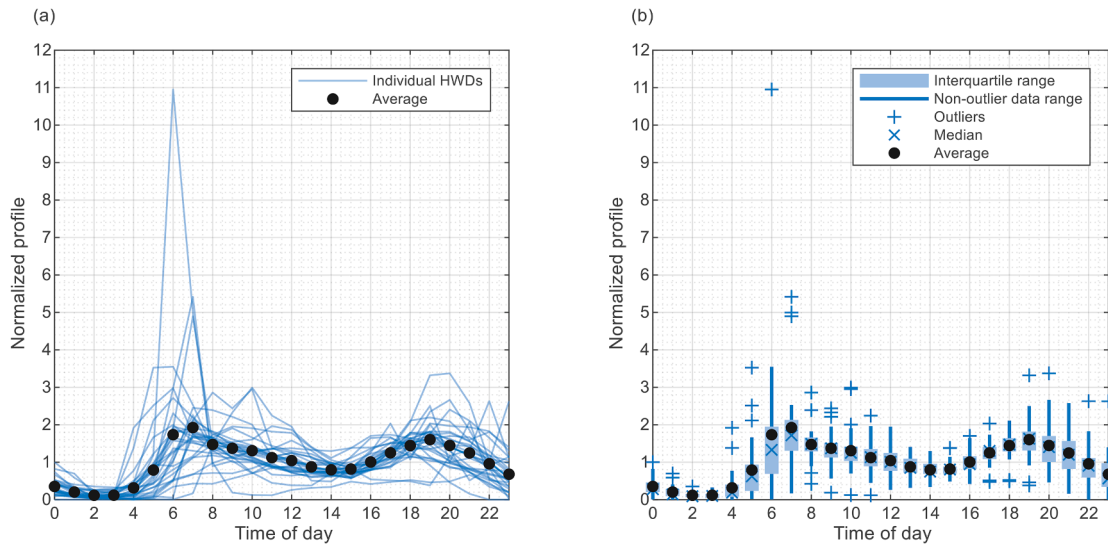 (a)
12
11
10
9
8
7
6
5
4
3
2
1
0
Normalized profile
Individual HWDs
Average
0 2 4 6 8 10 12 14 16 18 20 22
Time of day
(b)
12
11
10
9
8
7
6
5
4
3
2
1
0
Normalized profile
Interquartile range
Non-outlier data range
Outliers
Median
Average
0 2 4 6 8 10 12 14 16 18 20 22
Time of day